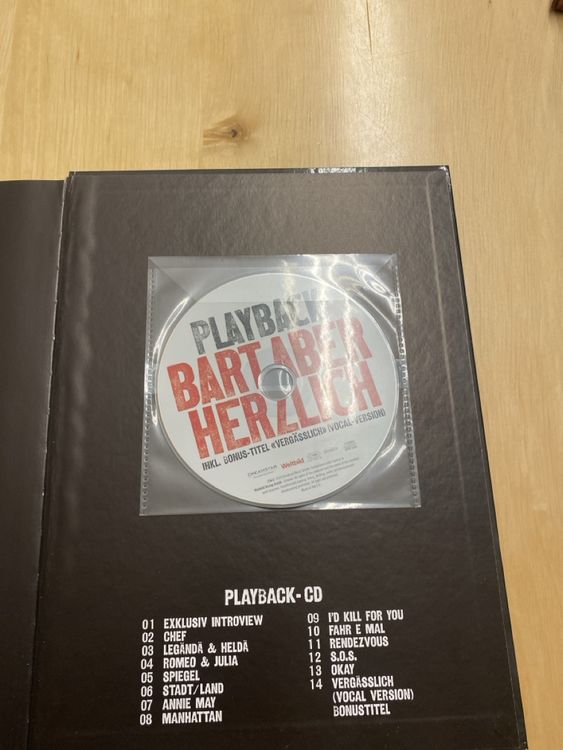 PLAYBACK
BART ABER
HERZLICH
INKL. BONUS-TITEL «VERGÄSSLICH» (VOCAL-VERSION)
DREAMSTAR
Weltbild
PLAYBACK-CD
01 EXKLUSIV INTROVIEW
02 CHEF
03 LEGÄNDÄ & HELDÄ
04 ROMEO & JULIA
05 SPIEGEL
06 STADT/LAND
07 ANNIE MAY
08 MANHATTAN
09 I'D KILL FOR YOU
10 FAHR E MAL
11 RENDEZVOUS
12 S.O.S.
13 OKAY
14 VERGÄSSLICH
(VOCAL VERSION)
BONUSTITEL